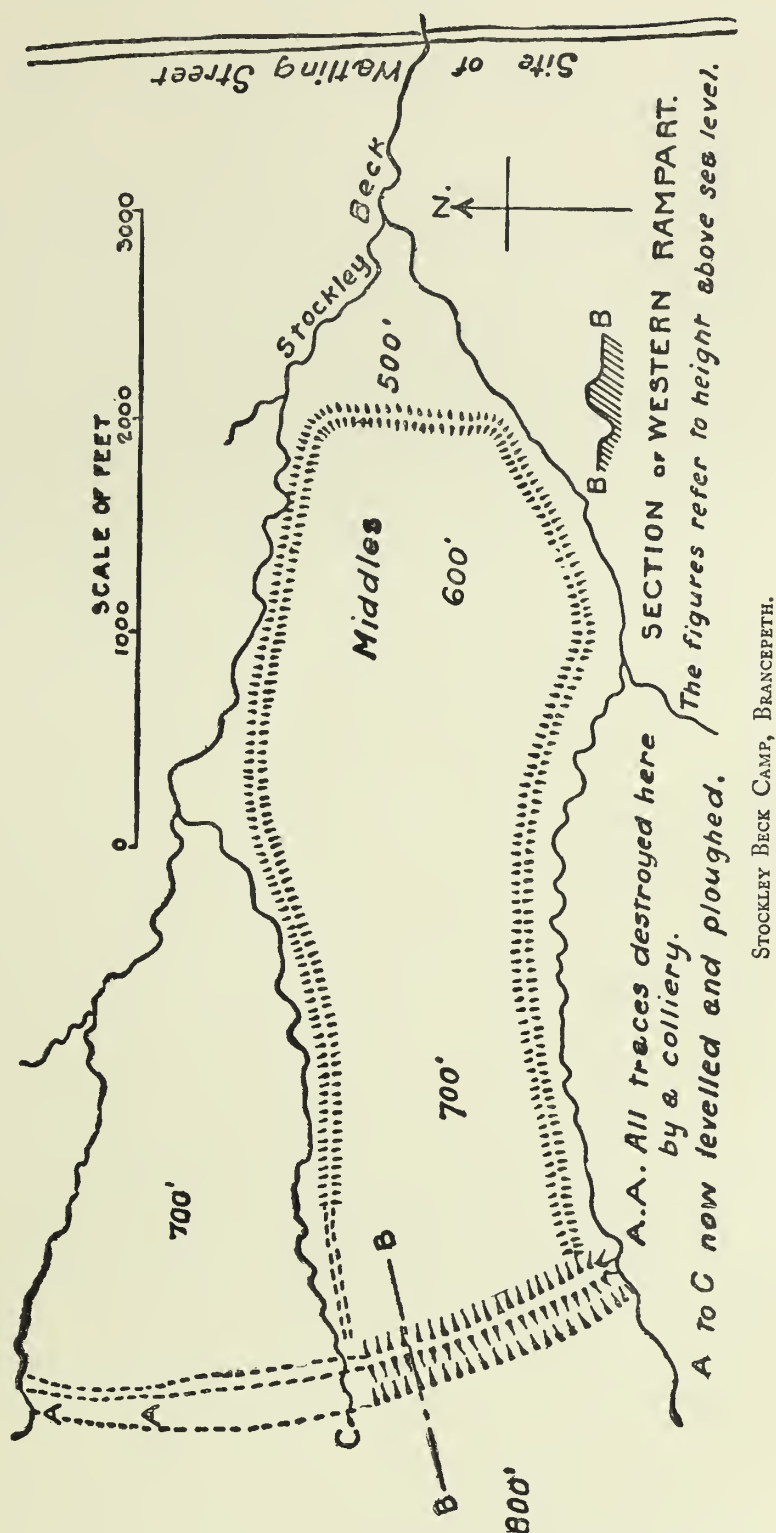 Site of Watling Street
SCALE OF FEET
0 1000 2000 3000
Stockley Beck
N.
500'
Middles
600'
700'
700'
800'
A
A
C
B
B
B B
SECTION OF WESTERN RAMPART.
The figures refer to height above sea level.
A.A. All traces destroyed here
by a colliery.
A TO C now levelled and ploughed.
STOCKLEY BECK CAMP, BRANCEPETH.